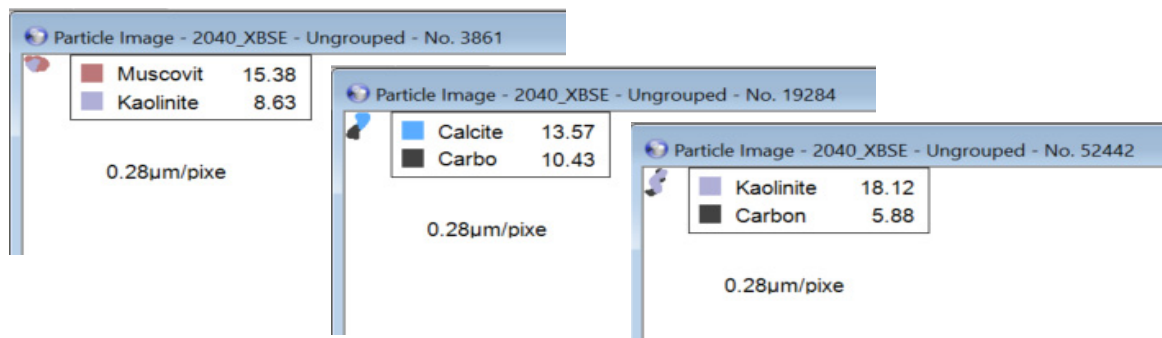 Particle Image - 2040_XBSE - Ungrouped - No. 3861
Muscovit 15.38
Kaolinite 8.63
0.28µm/pixe
Particle Image - 2040_XBSE - Ungrouped - No. 19284
Calcite 13.57
Carbo 10.43
0.28µm/pixe
Particle Image - 2040_XBSE - Ungrouped - No. 52442
Kaolinite 18.12
Carbon 5.88
0.28µm/pixe